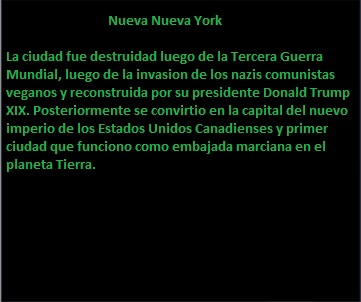 Nueva Nueva York
La ciudad fue destruidad luego de la Tercera Guerra
Mundial, luego de la invasion de los nazis comunistas
veganos y reconstruida por su presidente Donald Trump
XIX. Posteriormente se convirtio en la capital del nuevo
imperio de los Estados Unidos Canadienses y primer
ciudad que funciono como embajada marciana en el
planeta Tierra.